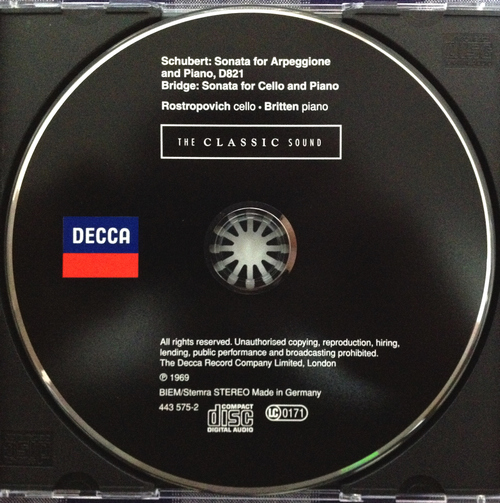 Schubert: Sonata for Arpeggione
and Piano, D821
Bridge: Sonata for Cello and Piano
Rostropovich cello • Britten piano
THE CLASSIC SOUND
DECCA
All rights reserved. Unauthorised copying, reproduction, hiring,
lending, public performance and broadcasting prohibited.
The Decca Record Company Limited, London
℗ 1969
BIEM/Stemra STEREO Made in Germany
443 575-2
COMPACT
disc
DIGITAL AUDIO
LC 0171